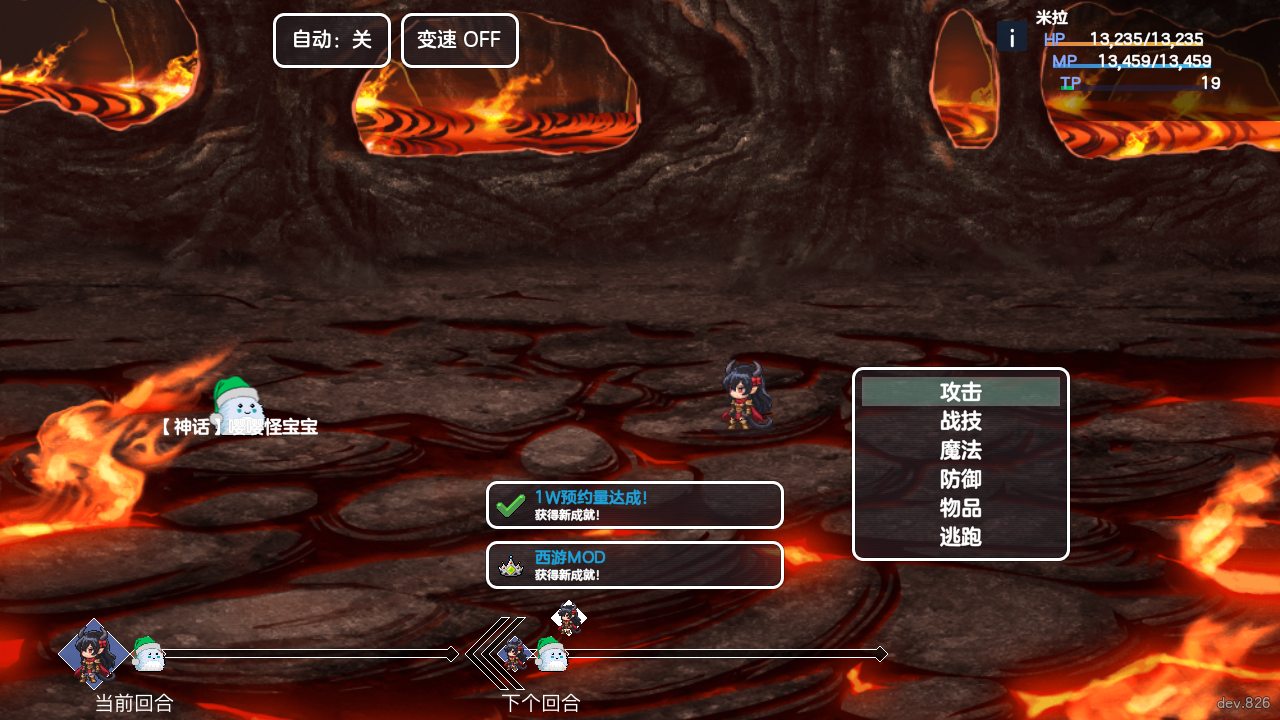 自动：关
变速 OFF
i
米拉
HP 13,235/13,235
MP 13,459/13,459
TP 19
【神话】嘤嘤怪宝宝
攻击
战技
魔法
防御
物品
逃跑
1W预约量达成!
获得新成就!
西游MOD
获得新成就!
当前回合
下个回合
dev.826